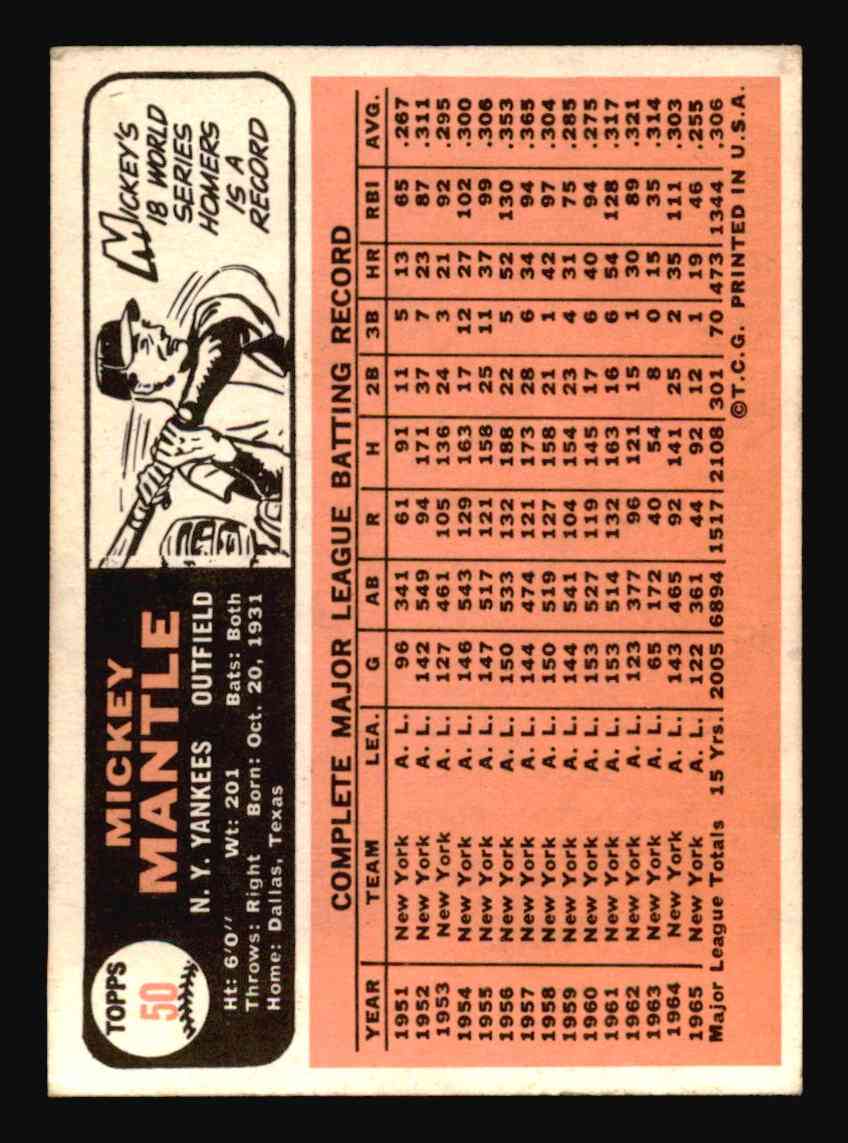 TOPPS
50
MICKEY
MANTLE
N. Y. YANKEES OUTFIELD
Ht: 6'0" Wt: 201 Bats: Both
Throws: Right Born: Oct. 20, 1931
Home: Dallas, Texas
MICKEY'S
18 WORLD
SERIES
HOMERS
IS A
RECORD
COMPLETE MAJOR LEAGUE BATTING RECORD
YEAR TEAM LEA. G AB R H 2B 3B HR RBI AVG.
1951 New York A. L. 96 341 61 91 11 5 13 65 .267
1952 New York A. L. 142 549 94 171 37 7 23 87 .311
1953 New York A. L. 127 461 105 136 24 3 21 92 .295
1954 New York A. L. 146 543 129 163 17 12 27 102 .300
1955 New York A. L. 147 517 121 158 25 11 37 99 .306
1956 New York A. L. 150 533 132 188 22 5 52 130 .353
1957 New York A. L. 144 474 121 173 28 6 34 94 .365
1958 New York A. L. 150 519 127 158 21 1 42 97 .304
1959 New York A. L. 144 541 104 154 23 4 31 75 .285
1960 New York A. L. 153 527 119 145 17 6 40 94 .275
1961 New York A. L. 153 514 132 163 16 6 54 128 .317
1962 New York A. L. 123 377 96 121 15 1 30 89 .321
1963 New York A. L. 65 172 40 54 8 0 15 35 .314
1964 New York A. L. 143 465 92 141 25 2 35 111 .303
1965 New York A. L. 122 361 44 92 12 1 19 46 .255
Major League Totals 15 Yrs. 2005 6894 1517 2108 301 70 473 1344 .306
©T.C.G. PRINTED IN U.S.A.